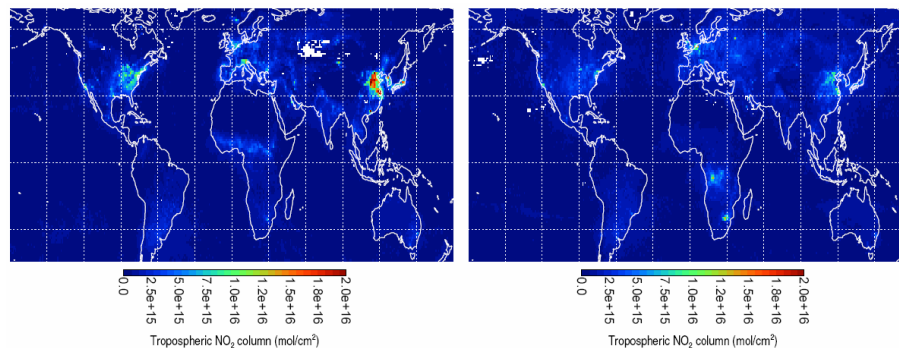 0.0
2.5e+15
5.0e+15
7.5e+15
1.0e+16
1.2e+16
1.5e+16
1.8e+16
2.0e+16
Tropospheric NO₂ column (mol/cm²)
0.0
2.5e+15
5.0e+15
7.5e+15
1.0e+16
1.2e+16
1.5e+16
1.8e+16
2.0e+16
Tropospheric NO₂ column (mol/cm²)